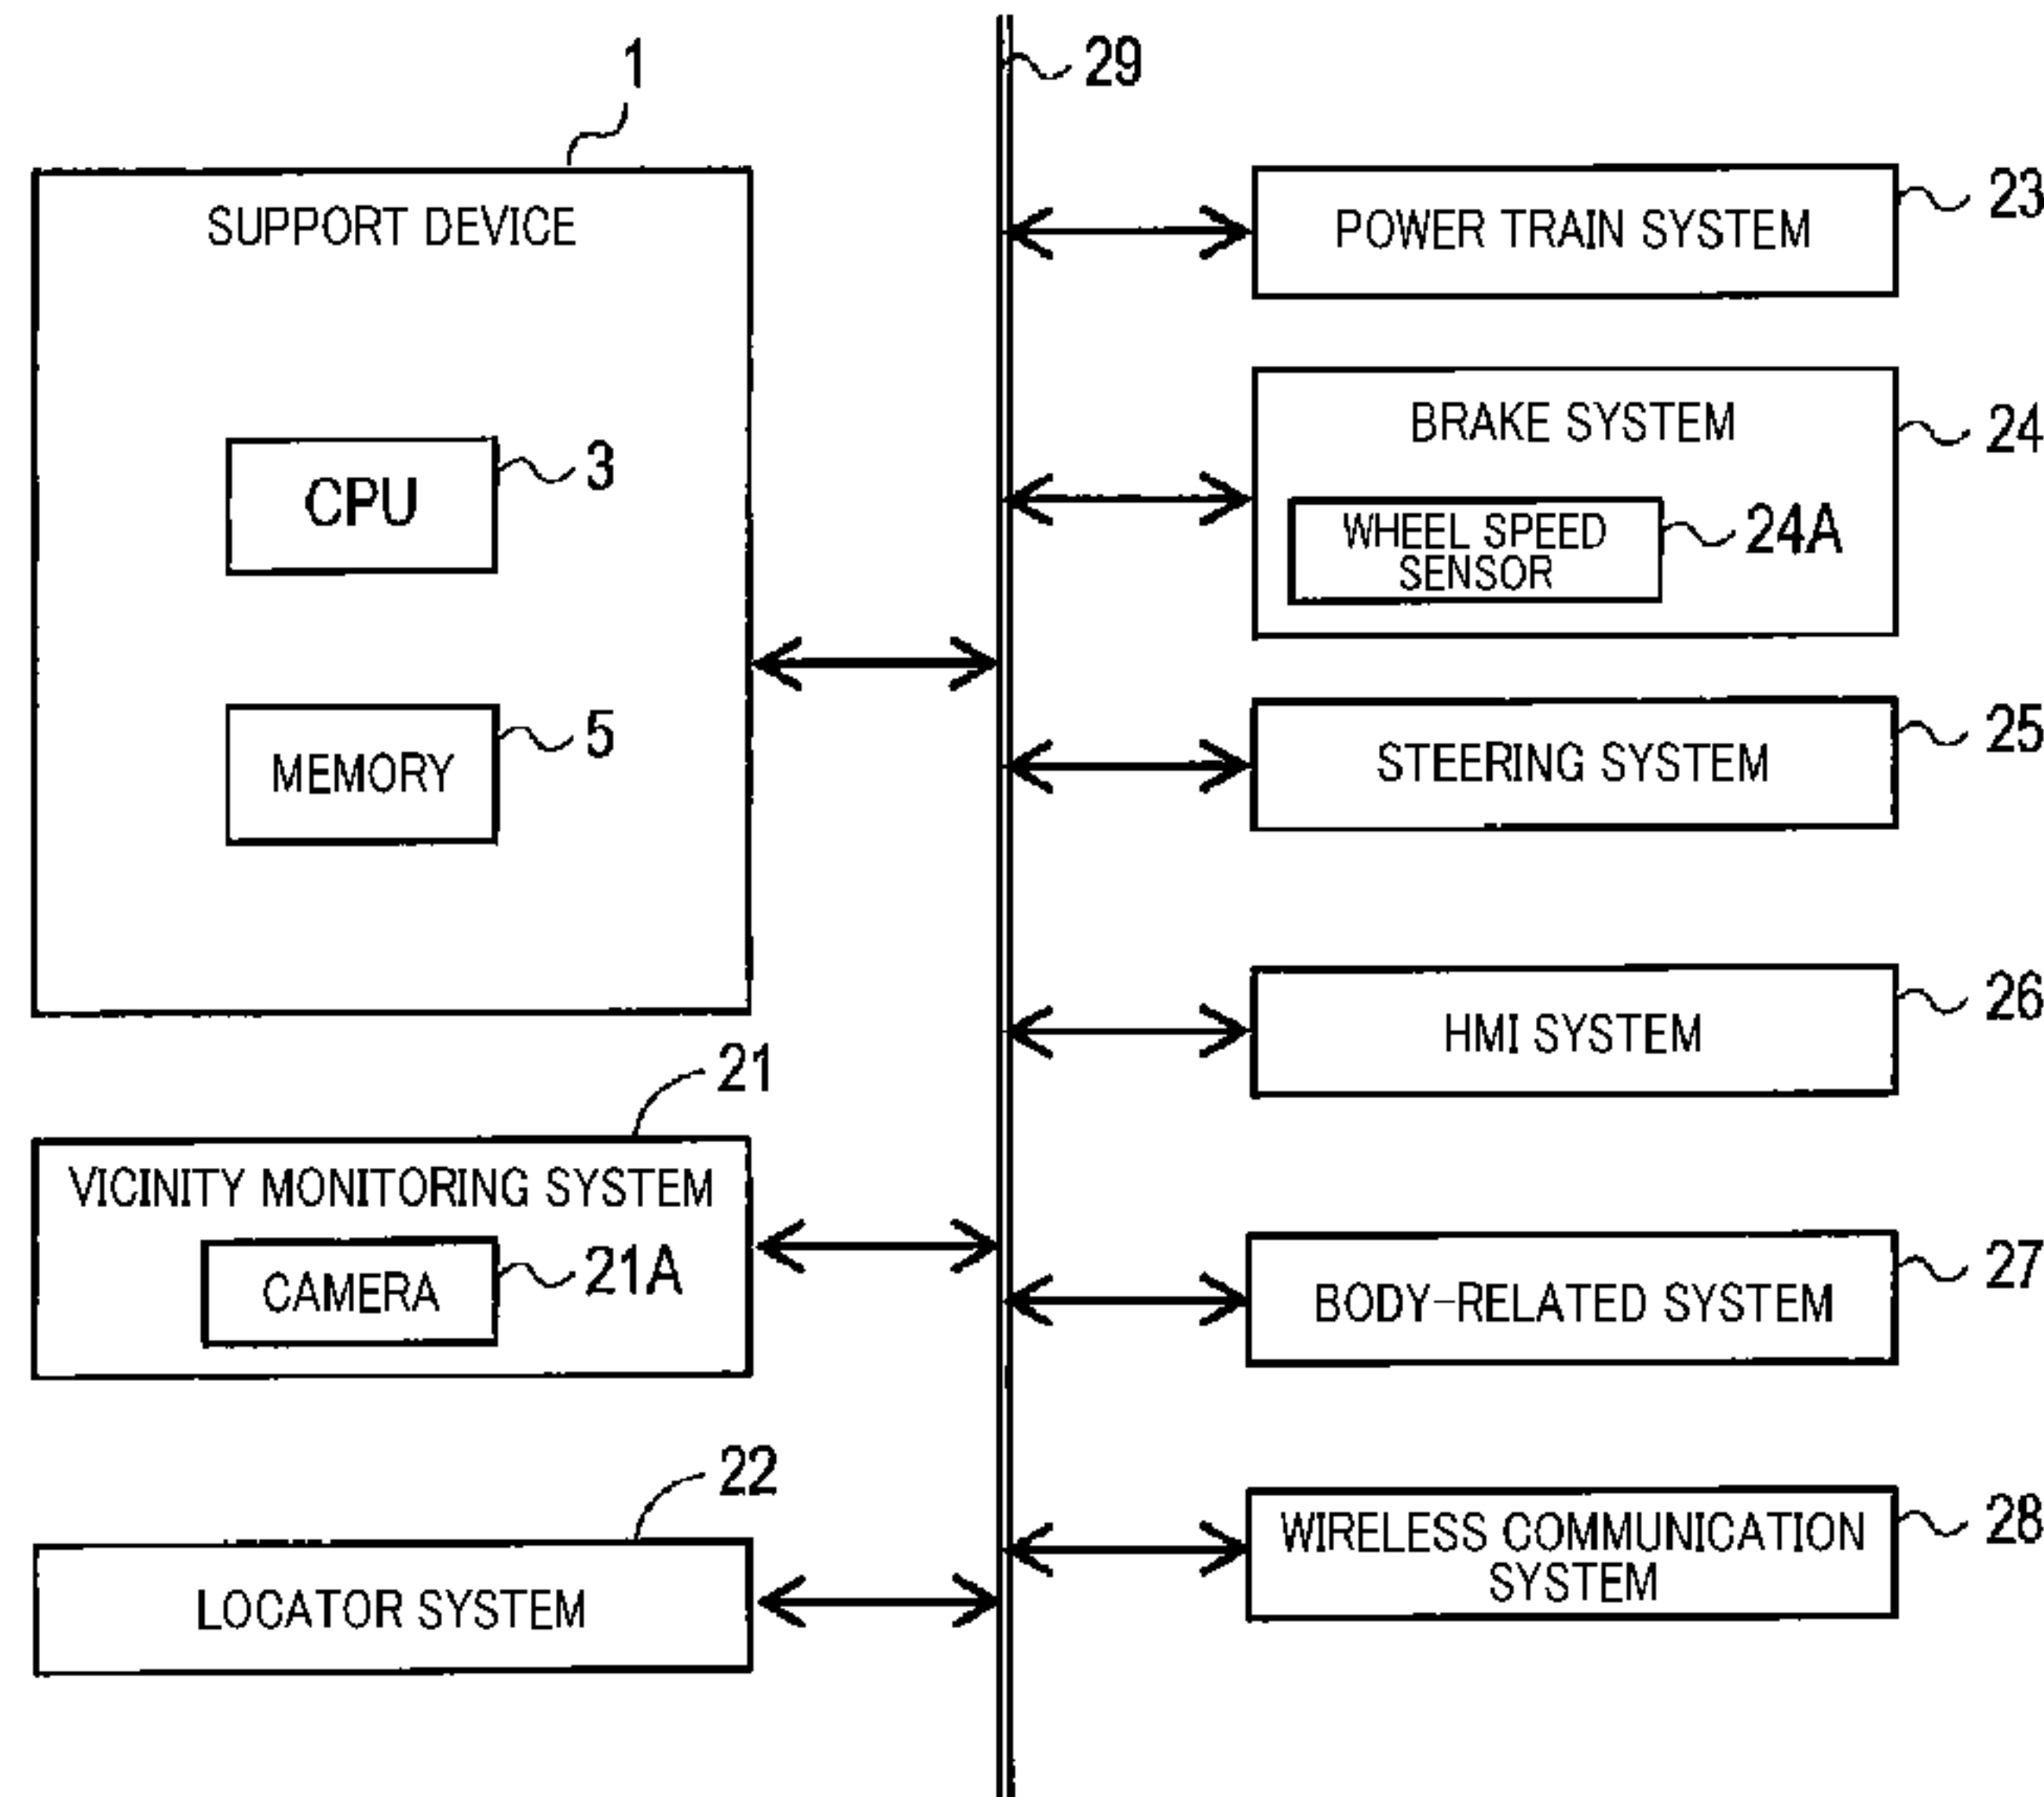 1
SUPPORT DEVICE
CPU
3
MEMORY
5
21
VICINITY MONITORING SYSTEM
CAMERA
21A
22
LOCATOR SYSTEM
29
POWER TRAIN SYSTEM
23
BRAKE SYSTEM
24
WHEEL SPEED
SENSOR
24A
STEERING SYSTEM
25
HMI SYSTEM
26
BODY-RELATED SYSTEM
27
WIRELESS COMMUNICATION
SYSTEM
28